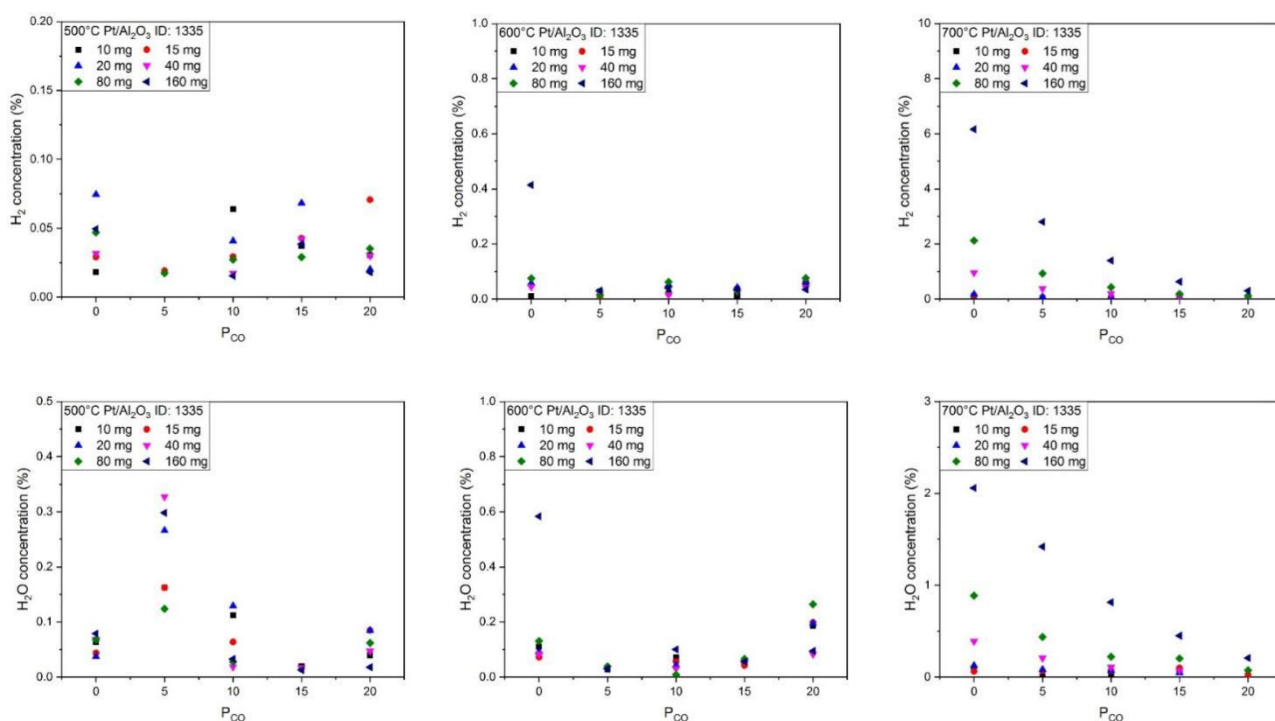 500°C Pt/Al₂O₃ ID: 1335
10 mg 15 mg
20 mg 40 mg
80 mg 160 mg
0.20
0.15
0.10
0.05
0.00
H₂ concentration (%)
0 5 10 15 20
P_CO
600°C Pt/Al₂O₃ ID: 1335
10 mg 15 mg
20 mg 40 mg
80 mg 160 mg
1.0
0.8
0.6
0.4
0.2
0.0
H₂ concentration (%)
0 5 10 15 20
P_CO
700°C Pt/Al₂O₃ ID: 1335
10 mg 15 mg
20 mg 40 mg
80 mg 160 mg
10
8
6
4
2
0
H₂ concentration (%)
0 5 10 15 20
P_CO
500°C Pt/Al₂O₃ ID: 1335
10 mg 15 mg
20 mg 40 mg
80 mg 160 mg
0.5
0.4
0.3
0.2
0.1
0.0
H₂O concentration (%)
0 5 10 15 20
P_CO
600°C Pt/Al₂O₃ ID: 1335
10 mg 15 mg
20 mg 40 mg
80 mg 160 mg
1.0
0.8
0.6
0.4
0.2
0.0
H₂O concentration (%)
0 5 10 15 20
P_CO
700°C Pt/Al₂O₃ ID: 1335
10 mg 15 mg
20 mg 40 mg
80 mg 160 mg
3
2
1
0
H₂O concentration (%)
0 5 10 15 20
P_CO